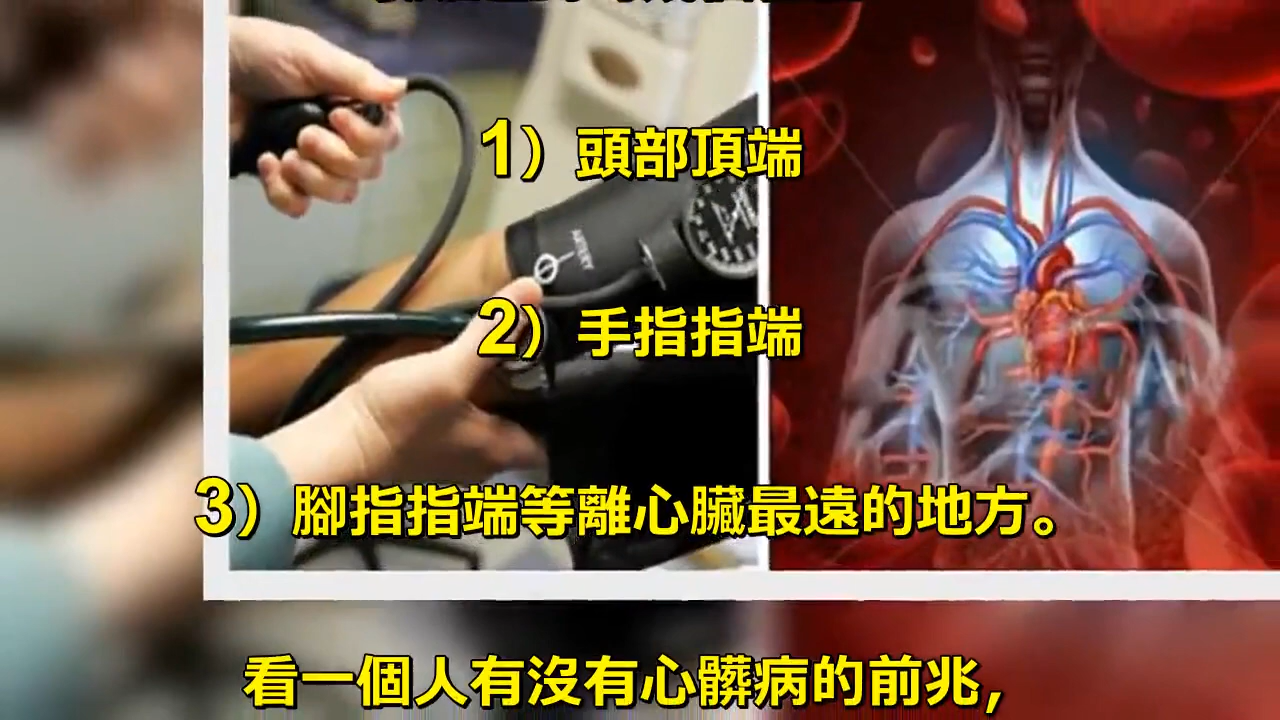 1）頭部頂端
ARTERY
2）手指指端
3）腳指指端等離心臟最遠的地方。
看一個人有沒有心髒病的前兆，